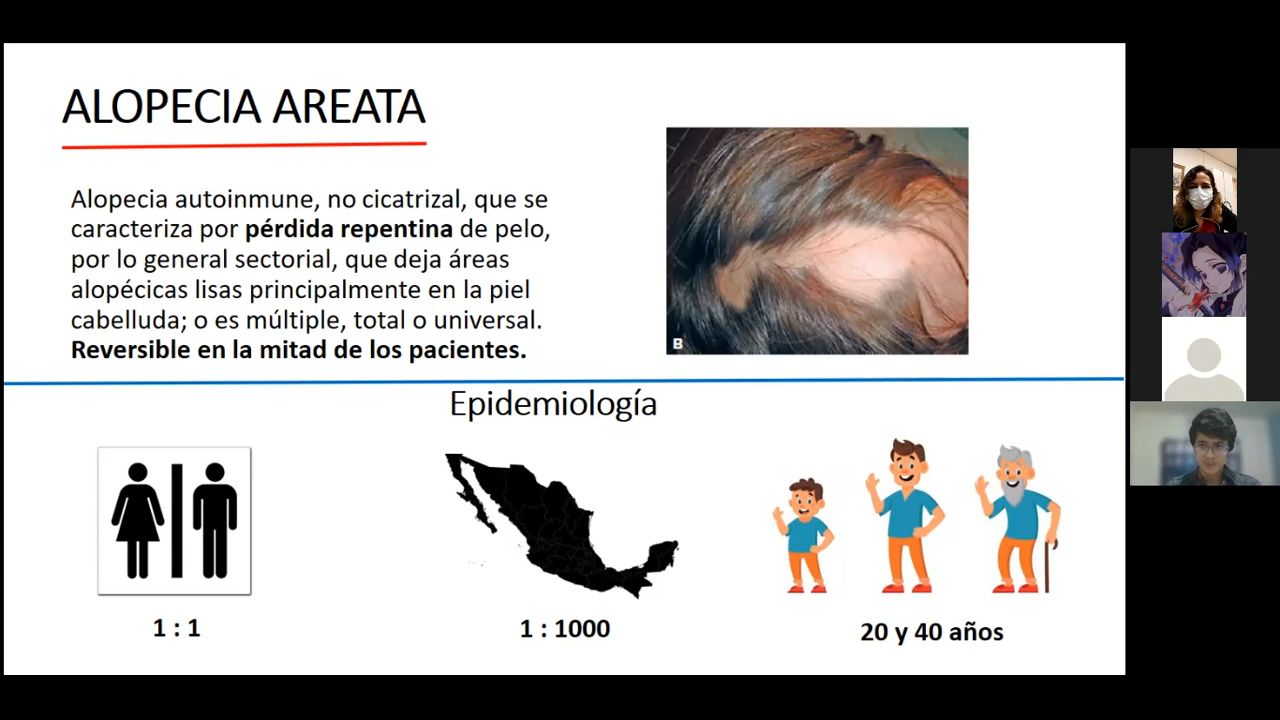 ALOPECIA AREATA
Alopecia autoinmune, no cicatrizal, que se
caracteriza por pérdida repentina de pelo,
por lo general sectorial, que deja áreas
alopécicas lisas principalmente en la piel
cabelluda; o es múltiple, total o universal.
Reversible en la mitad de los pacientes.
B
Epidemiología
1 : 1
1 : 1000
20 y 40 años